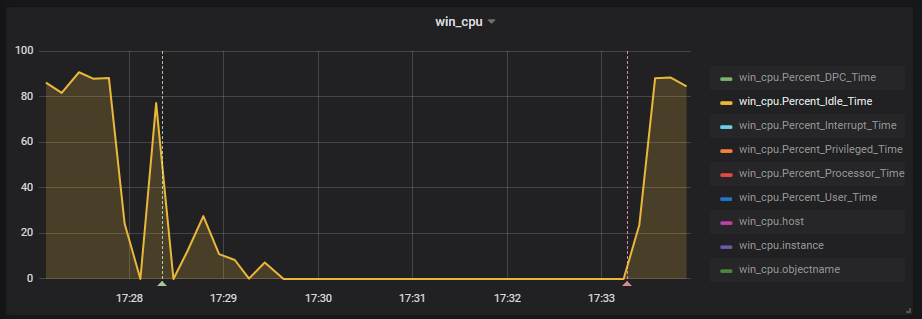 win_cpu
100
80
60
40
20
0
17:28
17:29
17:30
17:31
17:32
17:33
win_cpu.Percent_DPC_Time
win_cpu.Percent_Idle_Time
win_cpu.Percent_Interrupt_Time
win_cpu.Percent_Privileged_Time
win_cpu.Percent_Processor_Time
win_cpu.Percent_User_Time
win_cpu.host
win_cpu.instance
win_cpu.objectname